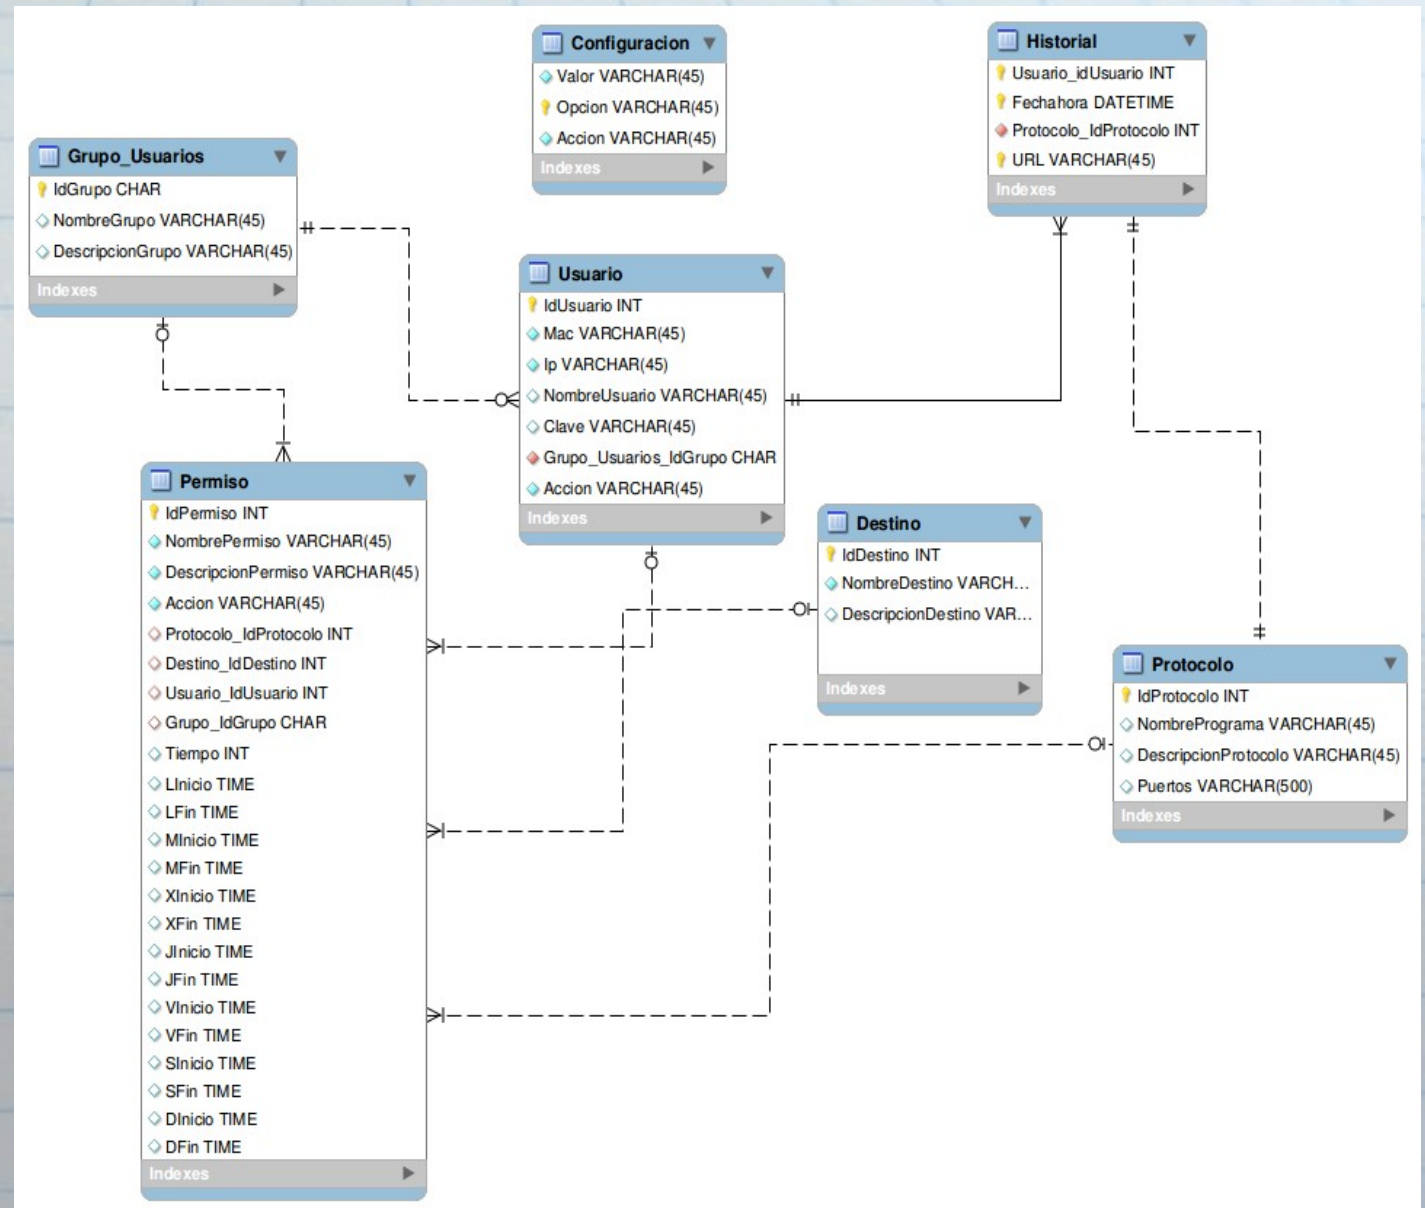 Configuracion
Valor VARCHAR(45)
Opcion VARCHAR(45)
Accion VARCHAR(45)
Indexes
Historial
Usuario_idUsuario INT
Fechahora DATETIME
Protocolo_IdProtocolo INT
URL VARCHAR(45)
Indexes
Grupo_Usuarios
IdGrupo CHAR
NombreGrupo VARCHAR(45)
DescripcionGrupo VARCHAR(45)
Indexes
Usuario
IdUsuario INT
Mac VARCHAR(45)
Ip VARCHAR(45)
NombreUsuario VARCHAR(45)
Clave VARCHAR(45)
Grupo_Usuarios_IdGrupo CHAR
Accion VARCHAR(45)
Indexes
Permiso
IdPermiso INT
NombrePermiso VARCHAR(45)
DescripcionPermiso VARCHAR(45)
Accion VARCHAR(45)
Protocolo_IdProtocolo INT
Destino_IdDestino INT
Usuario_IdUsuario INT
Grupo_IdGrupo CHAR
Tiempo INT
LInicio TIME
LFin TIME
MInicio TIME
MFin TIME
XInicio TIME
XFin TIME
JInicio TIME
JFin TIME
VInicio TIME
VFin TIME
SInicio TIME
SFin TIME
DInicio TIME
DFin TIME
Indexes
Destino
IdDestino INT
NombreDestino VARCH...
DescripcionDestino VAR...
Indexes
Protocolo
IdProtocolo INT
NombrePrograma VARCHAR(45)
DescripcionProtocolo VARCHAR(45)
Puertos VARCHAR(500)
Indexes